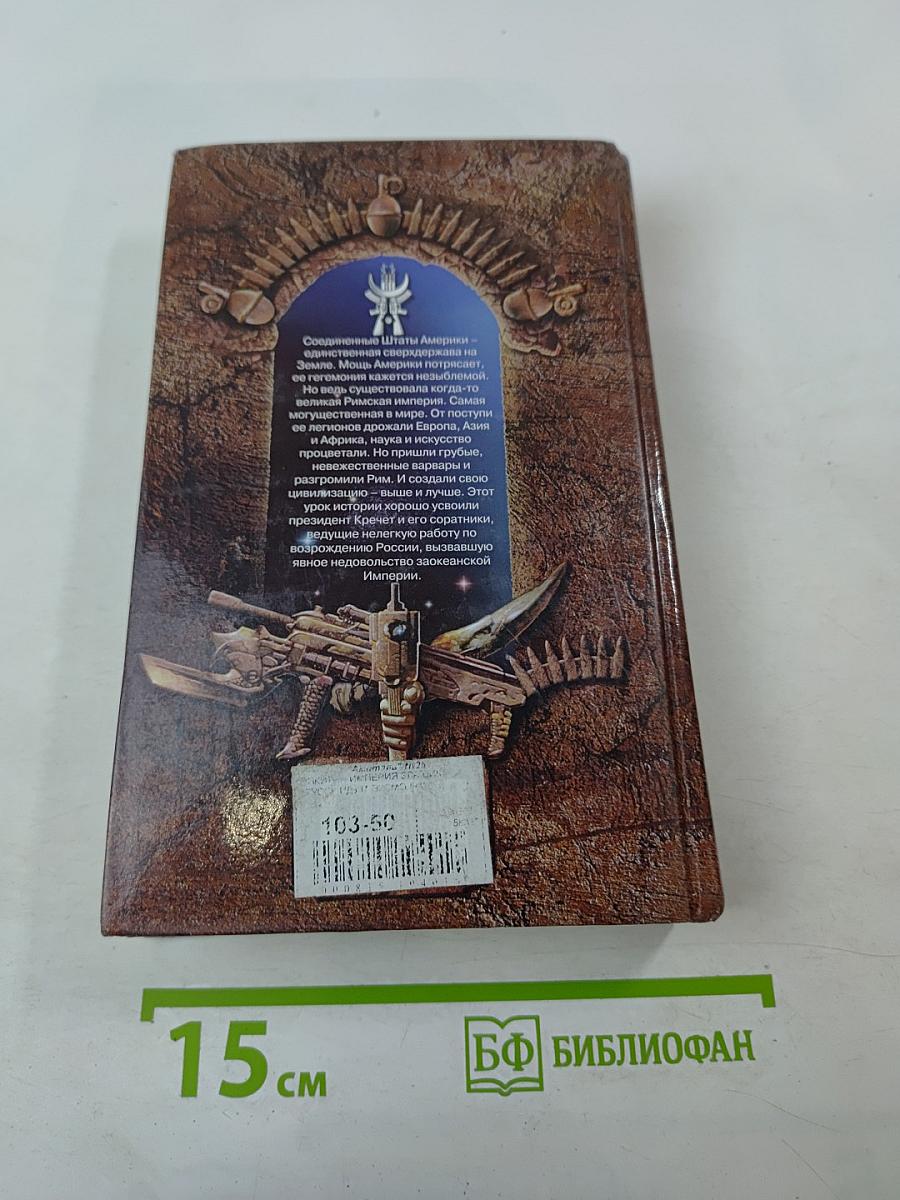 Соединенные Штаты Америки –
единственная сверхдержава на
Земле. Мощь Америки потрясает,
ее гегемония кажется незыблемой.
Но ведь существовала когда-то
великая Римская империя. Самая
могущественная в мире. От поступи
ее легионов дрожали Европа, Азия
и Африка, наука и искусство
процветали. Но пришли грубые,
невежественные варвары и
разгромили Рим. И создали свою
цивилизацию – выше и лучше. Этот
урок истории хорошо усвоили
президент Кречет и его соратники,
ведущие нелегкую работу по
возрождению России, вызвавшую
явное недовольство заокеанской
Империи.
ИМПЕРИЯ
103-50
15 см
БФ БИБЛИОФАН